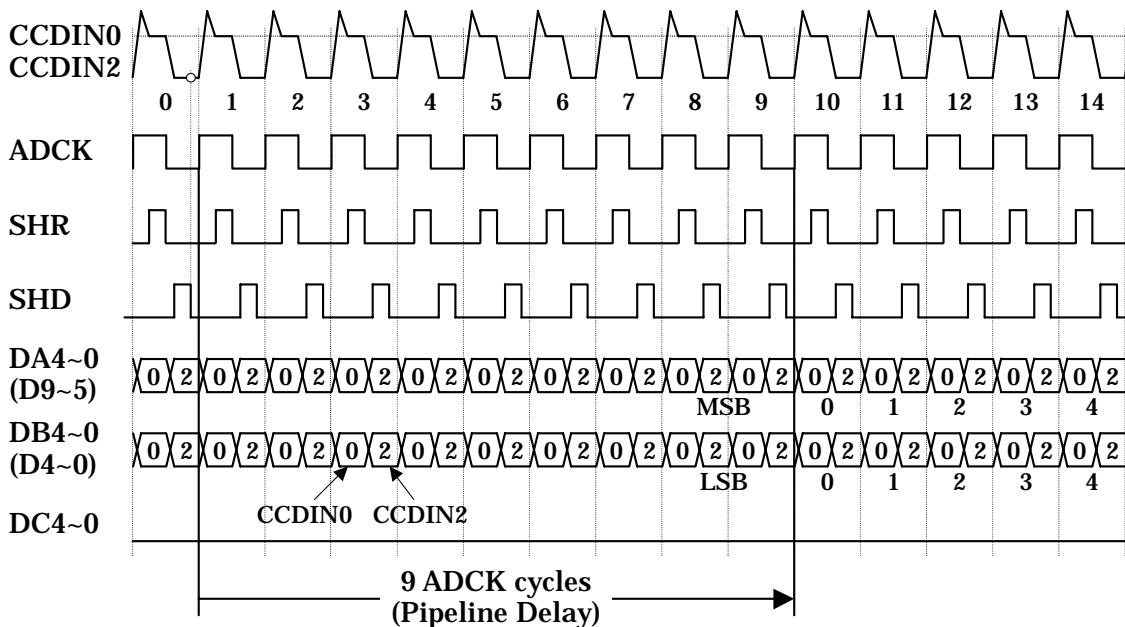 CCDIN0
CCDIN2
0 1 2 3 4 5 6 7 8 9 10 11 12 13 14
ADCK
SHR
SHD
DA4~0
(D9~5)
0 2 0 2 0 2 0 2 0 2 0 2 0 2 0 2 0 2 0 2 0 2 0 2 0 2 0 2 0 2
MSB 0 1 2 3 4
DB4~0
(D4~0)
0 2 0 2 0 2 0 2 0 2 0 2 0 2 0 2 0 2 0 2 0 2 0 2 0 2 0 2 0 2
LSB 0 1 2 3 4
CCDIN0 CCDIN2
DC4~0
9 ADCK cycles
(Pipeline Delay)